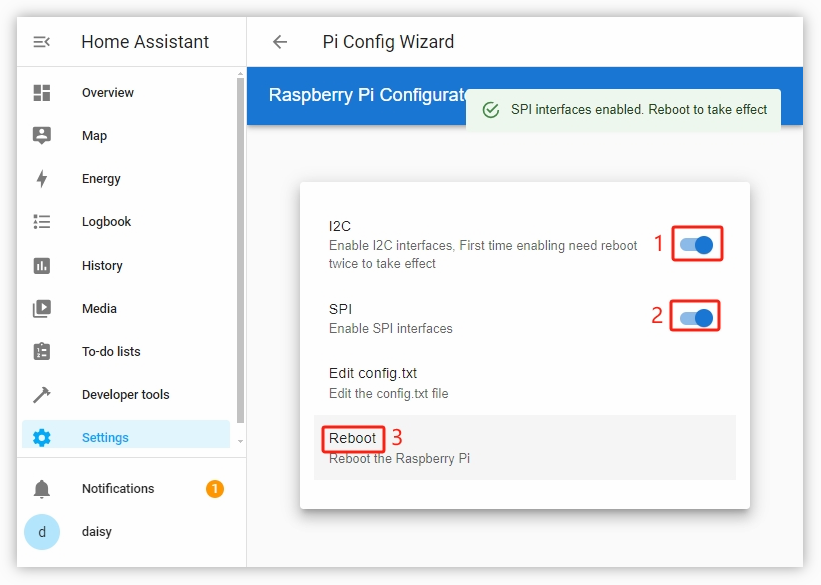 Home Assistant
Pi Config Wizard
Raspberry Pi Configurato
SPI interfaces enabled. Reboot to take effect
Overview
Map
Energy
Logbook
History
Media
To-do lists
Developer tools
Settings
Notifications
1
d
daisy
I2C
Enable I2C interfaces, First time enabling need reboot
twice to take effect
1
SPI
Enable SPI interfaces
2
Edit config.txt
Edit the config.txt file
Reboot 3
Reboot the Raspberry Pi